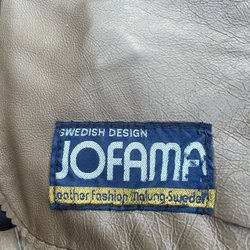 SWEDISH DESIGN
JOFAMA
Leather Fashion Malung-Sweden